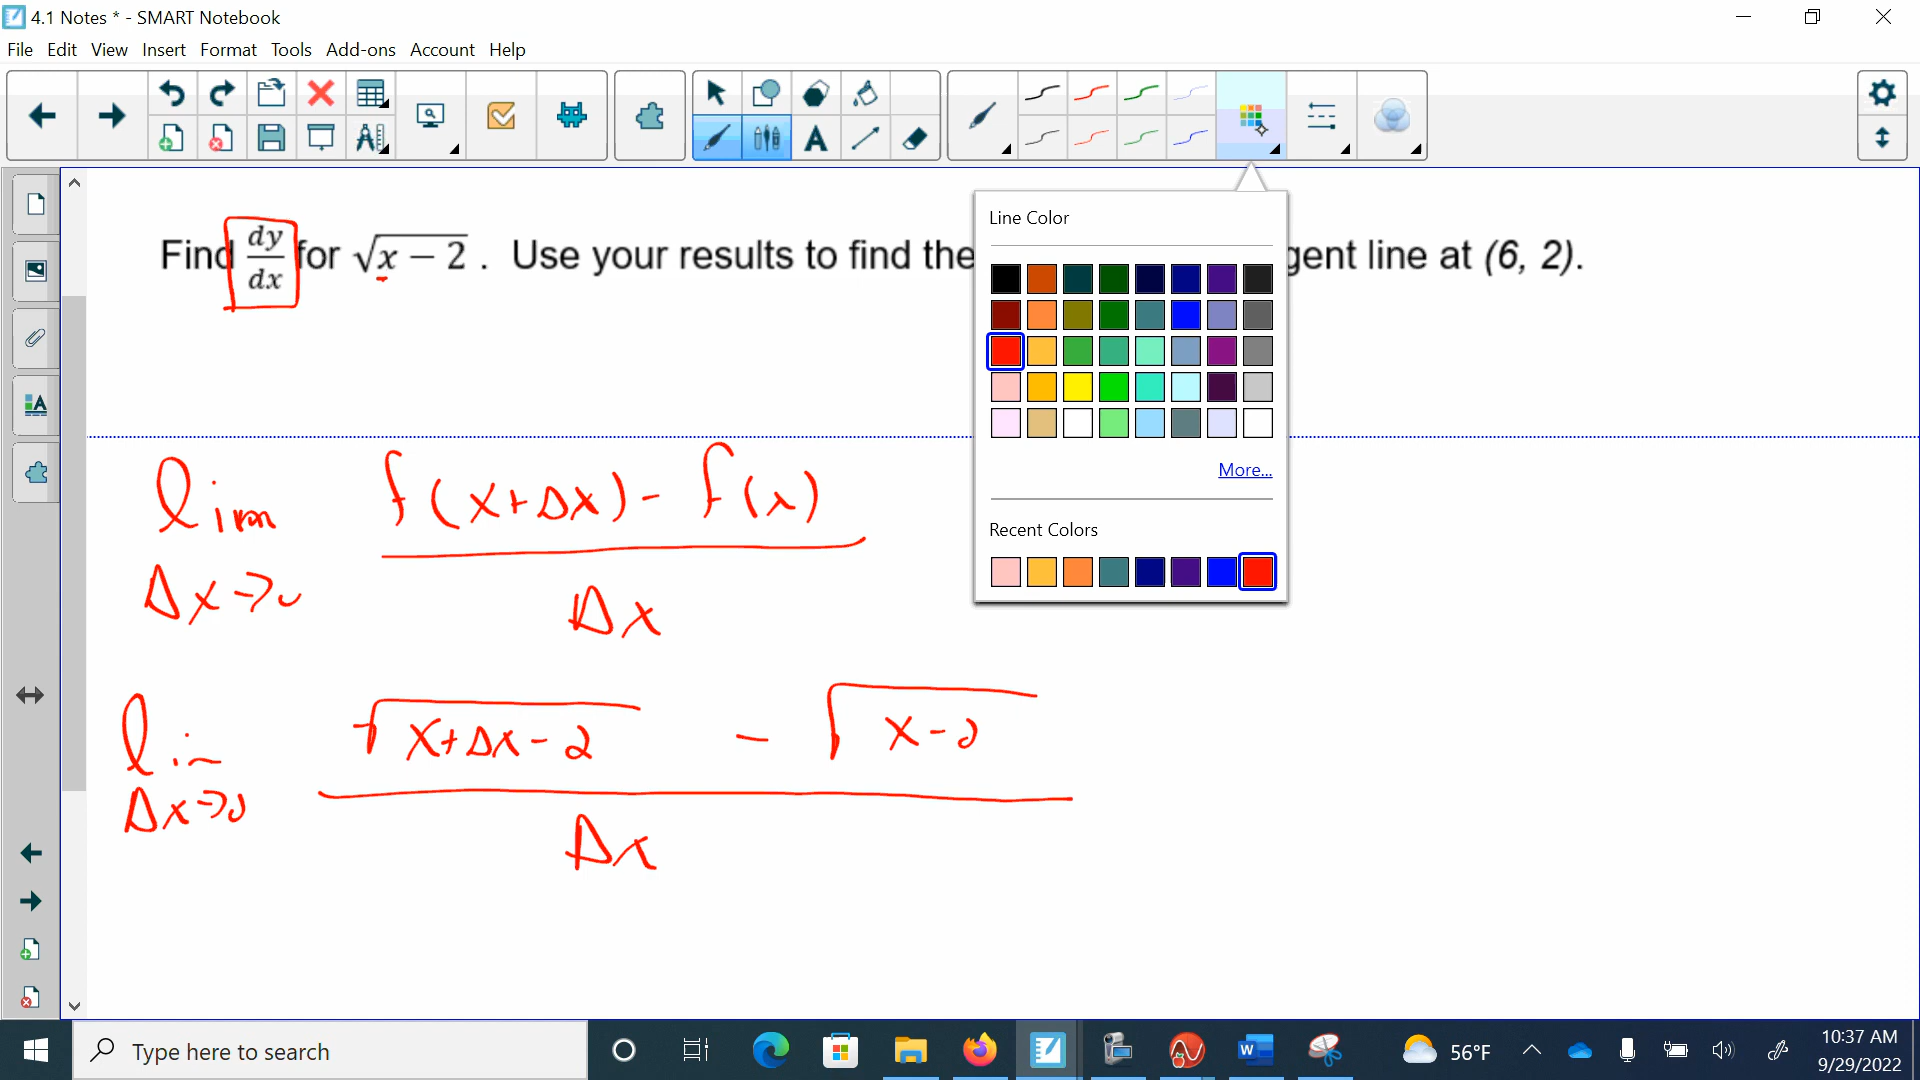 4.1 Notes * - SMART Notebook
File Edit View Insert Format Tools Add-ons Account Help
Find dy/dx for √x − 2 . Use your results to find the gent line at (6, 2).
Line Color
More...
Recent Colors
lim f(x+Δx) - f(x)
Δx→0 Δx
lim √x+Δx-2 - √x-2
Δx→0 Δx
Type here to search
56°F
10:37 AM
9/29/2022